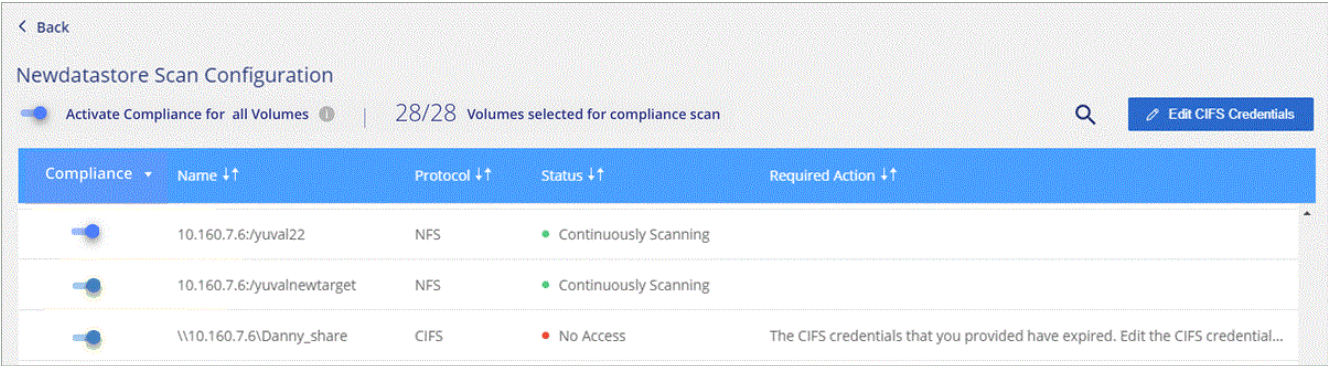 Back
Newdatastore Scan Configuration
Activate Compliance for all Volumes i | 28/28 Volumes selected for compliance scan Edit CIFS Credentials
Compliance Name Protocol Status Required Action
10.160.7.6:/yuval22 NFS Continuously Scanning
10.160.7.6:/yuvalnewtarget NFS Continuously Scanning
\\10.160.7.6\Danny_share CIFS No Access The CIFS credentials that you provided have expired. Edit the CIFS credential...